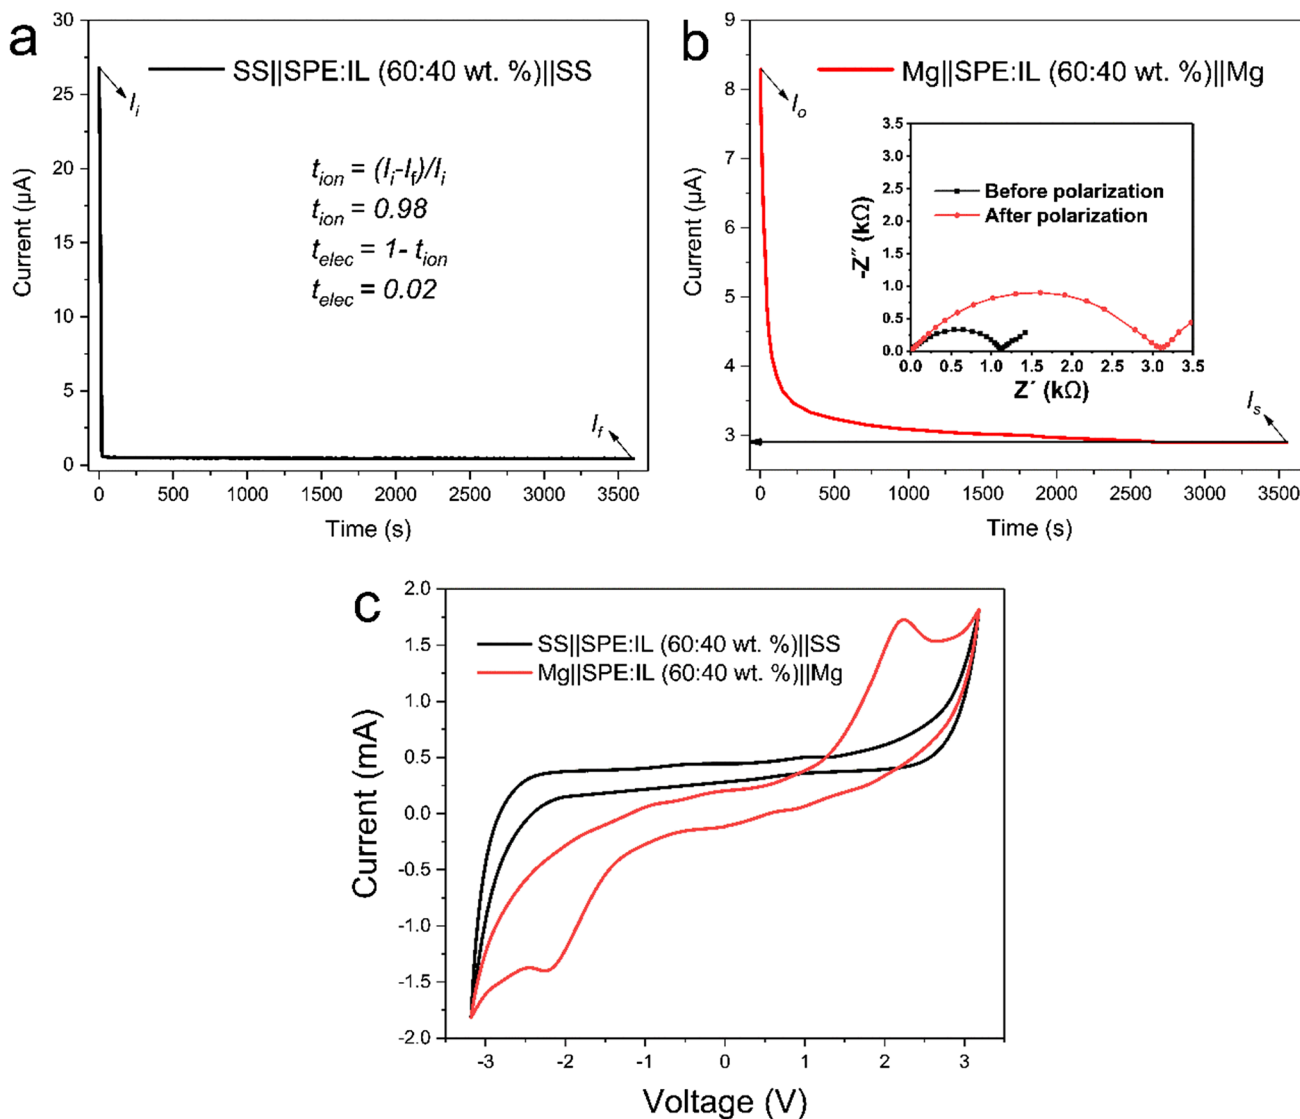 a
SS||SPE:IL (60:40 wt. %)||SS
I_i
t_ion = (I_i-I_f)/I_i
t_ion = 0.98
t_elec = 1- t_ion
t_elec = 0.02
I_f
Current (µA)
30
25
20
15
10
5
0
0 500 1000 1500 2000 2500 3000 3500
Time (s)
b
Mg||SPE:IL (60:40 wt. %)||Mg
I_o
I_s
Current (µA)
9
8
7
6
5
4
3
0 500 1000 1500 2000 2500 3000 3500
Time (s)
Before polarization
After polarization
-Z″ (kΩ)
3.5
3.0
2.5
2.0
1.5
1.0
0.5
0.0
0.0 0.5 1.0 1.5 2.0 2.5 3.0 3.5
Z´ (kΩ)
c
SS||SPE:IL (60:40 wt. %)||SS
Mg||SPE:IL (60:40 wt. %)||Mg
Current (mA)
2.0
1.5
1.0
0.5
0.0
-0.5
-1.0
-1.5
-2.0
-3 -2 -1 0 1 2 3
Voltage (V)